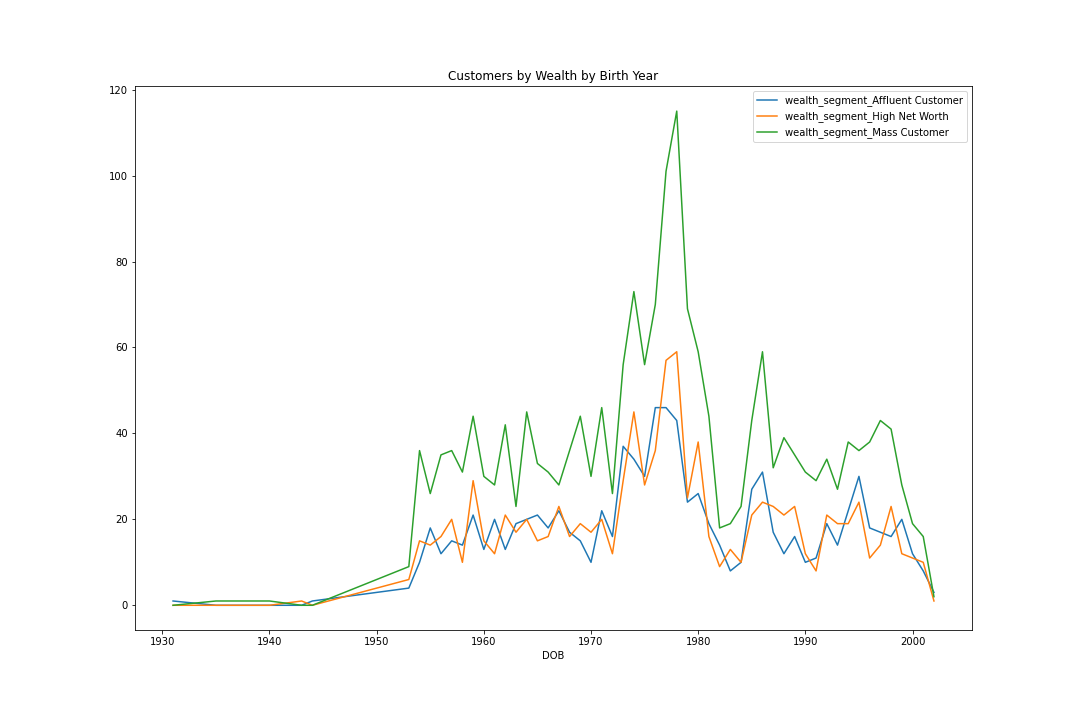 Customers by Wealth by Birth Year
wealth_segment_Affluent Customer
wealth_segment_High Net Worth
wealth_segment_Mass Customer
120
100
80
60
40
20
0
1930 1940 1950 1960 1970 1980 1990 2000
DOB